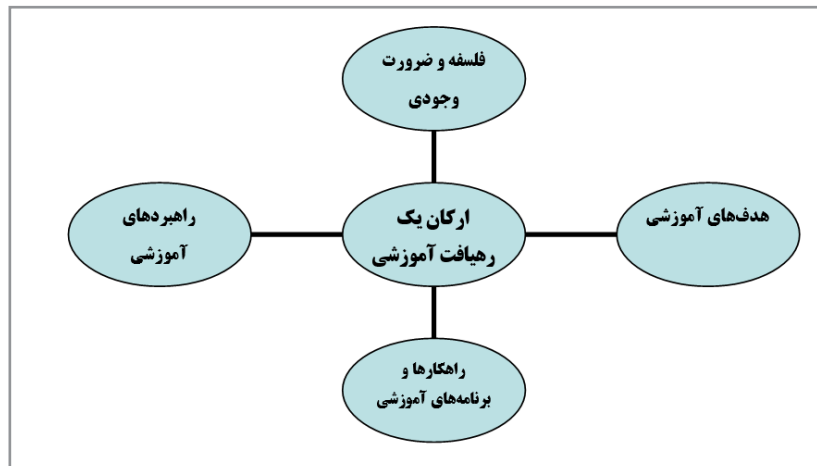 فلسفه و ضرورت
وجودی
هدف‌های آموزشی
ارکان یک
رهیافت آموزشی
راهبردهای
آموزشی
راهکارها و
برنامه‌های آموزشی